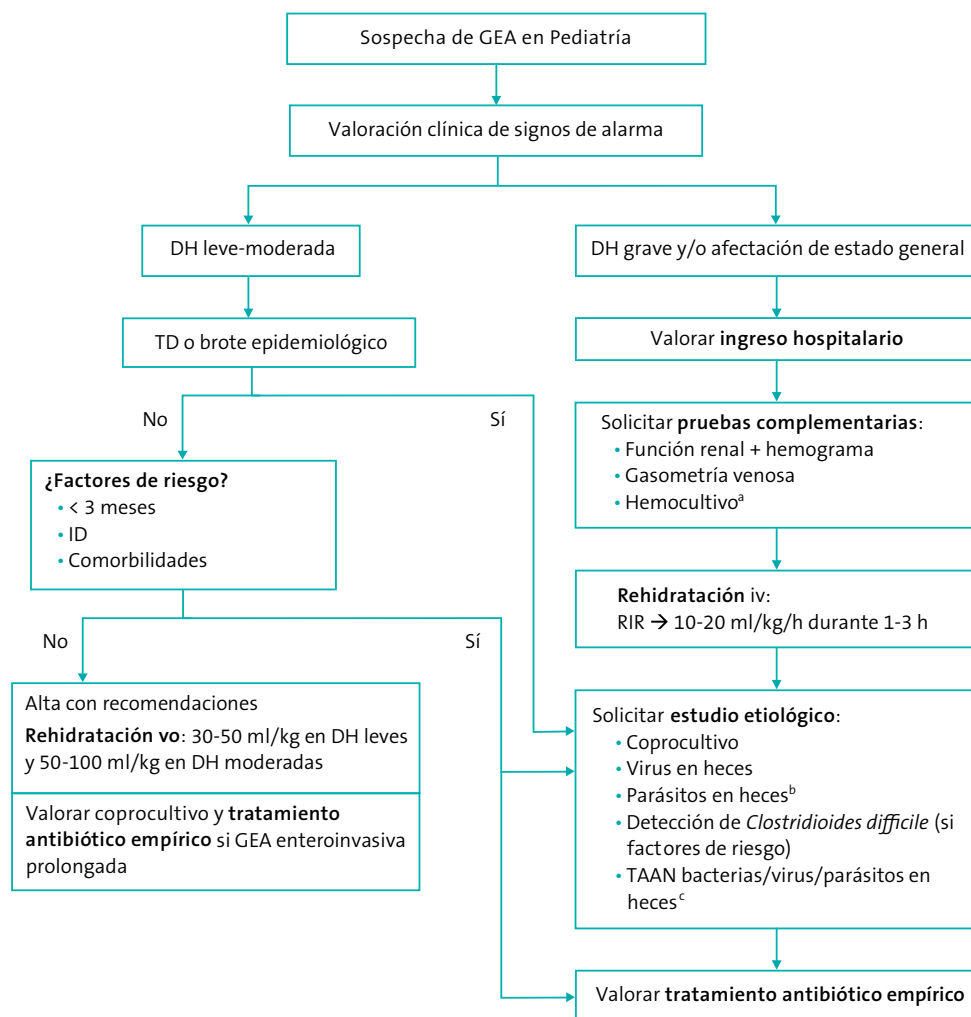 Sospecha de GEA en Pediatría
Valoración clínica de signos de alarma
DH leve-moderada
DH grave y/o afectación de estado general
TD o brote epidemiológico
Valorar ingreso hospitalario
No
Sí
Solicitar pruebas complementarias:
• Función renal + hemograma
• Gasometría venosa
• Hemocultivoᵃ
¿Factores de riesgo?
• < 3 meses
• ID
• Comorbilidades
Rehidratación iv:
RIR → 10-20 ml/kg/h durante 1-3 h
No
Sí
Alta con recomendaciones
Rehidratación vo: 30-50 ml/kg en DH leves
y 50-100 ml/kg en DH moderadas
Valorar coprocultivo y tratamiento
antibiótico empírico si GEA enteroinvasiva
prolongada
Solicitar estudio etiológico:
• Coprocultivo
• Virus en heces
• Parásitos en hecesᵇ
• Detección de Clostridioides difficile (si
factores de riesgo)
• TAAN bacterias/virus/parásitos en
hecesᶜ
Valorar tratamiento antibiótico empírico